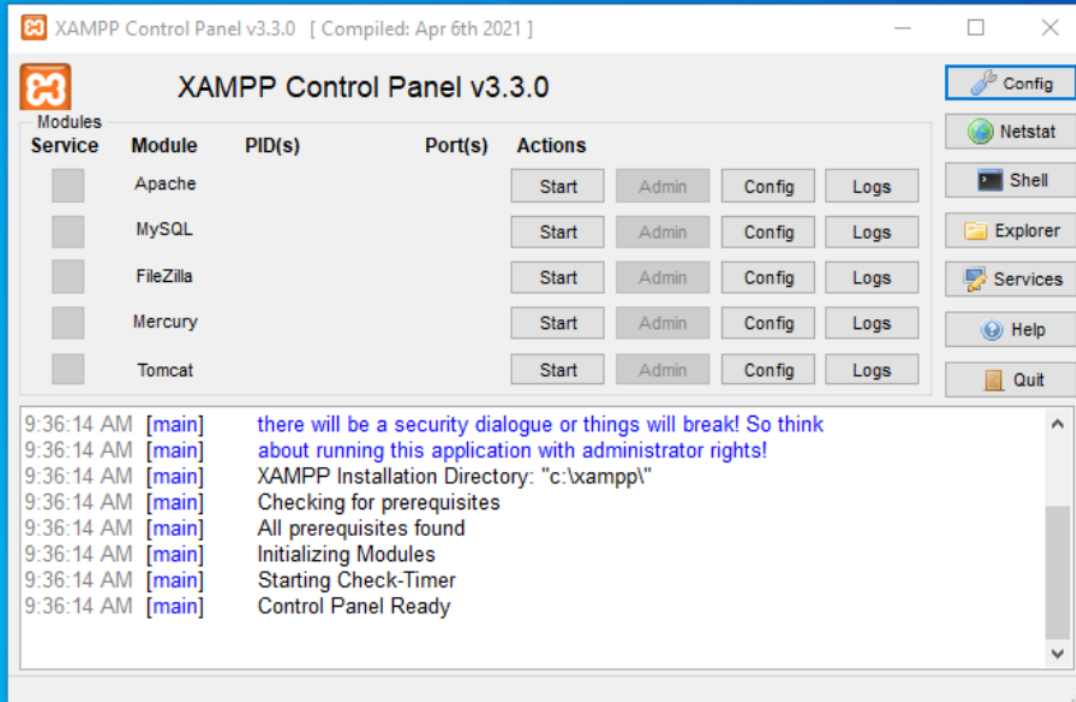 XAMPP Control Panel v3.3.0 [ Compiled: Apr 6th 2021 ]
XAMPP Control Panel v3.3.0
Config
Modules
Netstat
Service Module PID(s) Port(s) Actions
Apache Start Admin Config Logs
Shell
MySQL Start Admin Config Logs
Explorer
FileZilla Start Admin Config Logs
Services
Mercury Start Admin Config Logs
Help
Tomcat Start Admin Config Logs
Quit
9:36:14 AM [main] there will be a security dialogue or things will break! So think
9:36:14 AM [main] about running this application with administrator rights!
9:36:14 AM [main] XAMPP Installation Directory: "c:\xampp\"
9:36:14 AM [main] Checking for prerequisites
9:36:14 AM [main] All prerequisites found
9:36:14 AM [main] Initializing Modules
9:36:14 AM [main] Starting Check-Timer
9:36:14 AM [main] Control Panel Ready